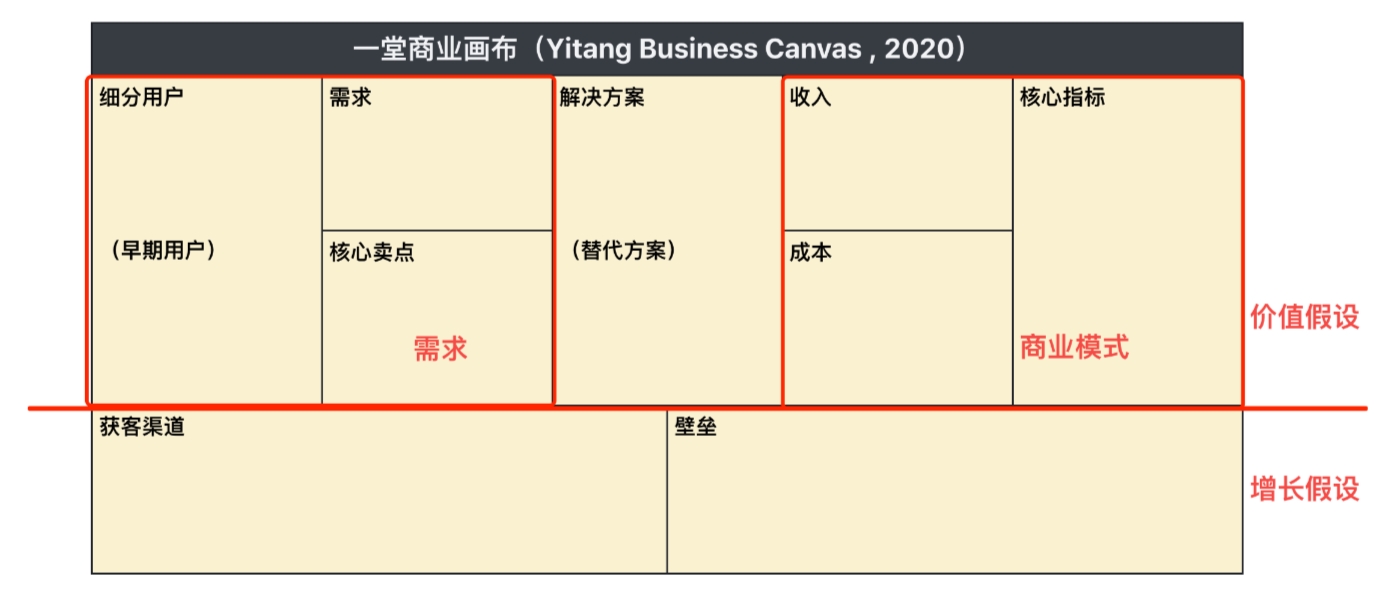 一堂商业画布（Yitang Business Canvas , 2020）
细分用户
（早期用户）
需求
核心卖点
需求
解决方案
（替代方案）
收入
成本
核心指标
商业模式
价值假设
获客渠道
壁垒
增长假设